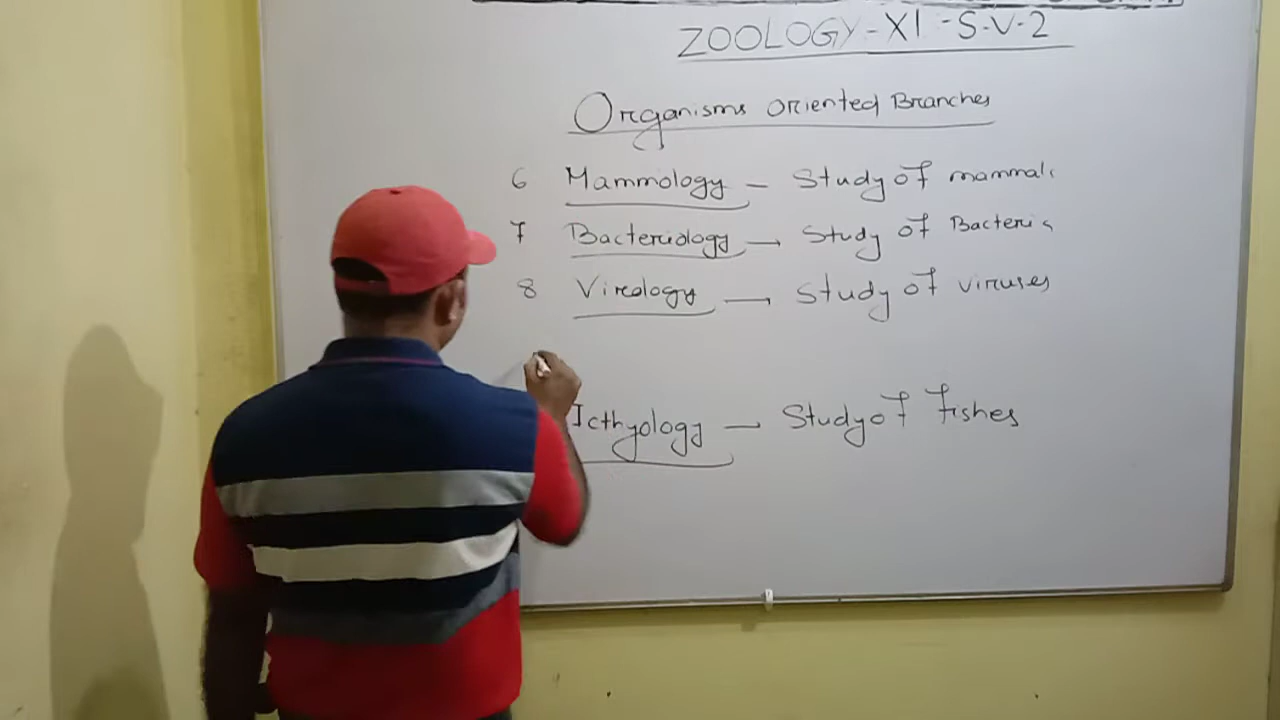 ZOOLOGY-XI-S-V-2
Organisms oriented Branches
6 Mammology – Study of mammals
7 Bacteriology → Study of Bacteria
8 Virology → Study of viruses
Icthyology – Study of Fishes